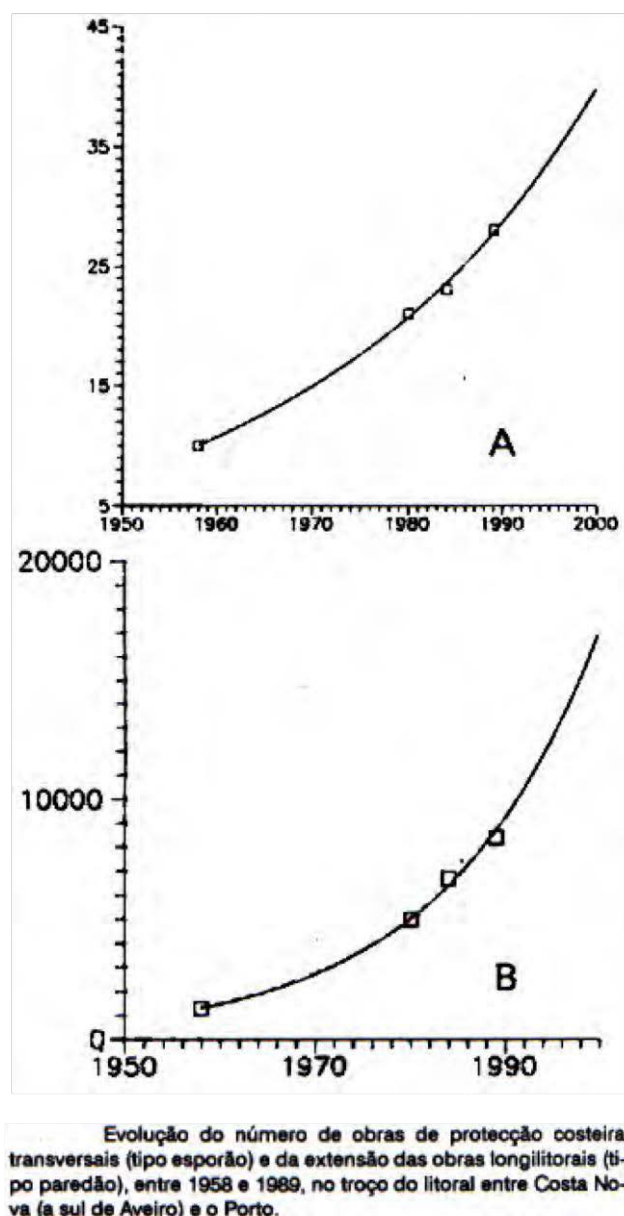 45
35
25
15
5
A
1950 1960 1970 1980 1990 2000
20000
10000
0
B
1950 1970 1990
Evolução do número de obras de protecção costeira
transversais (tipo esporão) e da extensão das obras longilitorais (ti-
po paredão), entre 1958 e 1989, no troço do litoral entre Costa No-
va (a sul de Aveiro) e o Porto.